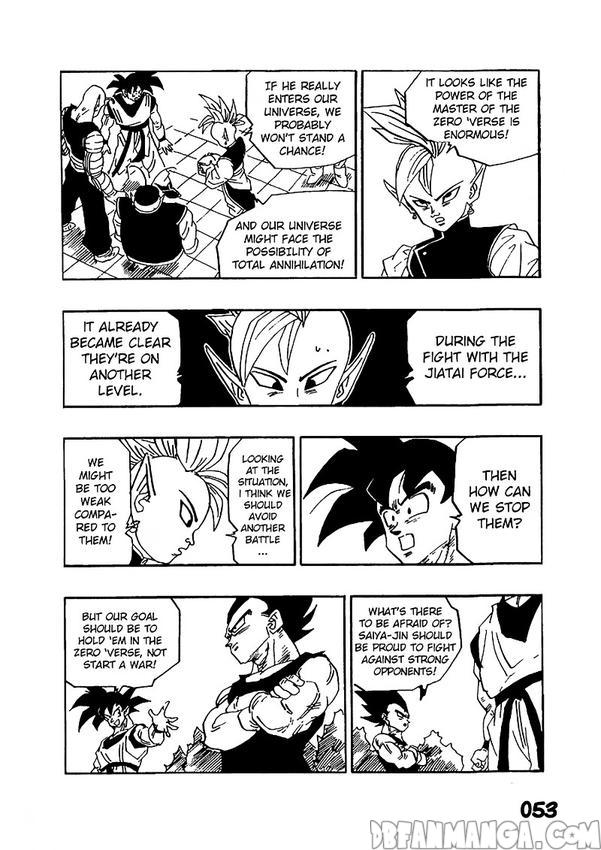 IT LOOKS LIKE
THE POWER OF THE
MASTER OF THE
ZERO 'VERSE IS
ENORMOUS!
IF HE REALLY
ENTERS OUR
UNIVERSE, WE
PROBABLY
WON'T STAND
A CHANCE!
AND OUR UNIVERSE
MIGHT FACE THE
POSSIBILITY OF
TOTAL ANNIHILATION!
DURING
THE FIGHT
WITH THE
JIATAI FORCE...
IT ALREADY
BECAME CLEAR
THEY'RE ON
ANOTHER
LEVEL.
THEN
HOW CAN
WE STOP
THEM?
LOOKING
AT THE
SITUATION,
I THINK WE
SHOULD
AVOID
ANOTHER
BATTLE
...
WE
MIGHT
BE TOO
WEAK
COMPA-
RED TO
THEM!
WHAT'S THERE
TO BE AFRAID OF?
SAIYA-JIN SHOULD
BE PROUD TO FIGHT
AGAINST STRONG
OPPONENTS!
BUT OUR GOAL
SHOULD BE TO
HOLD 'EM IN THE
ZERO 'VERSE, NOT
START A WAR!
053
DBFANMANGA.COM